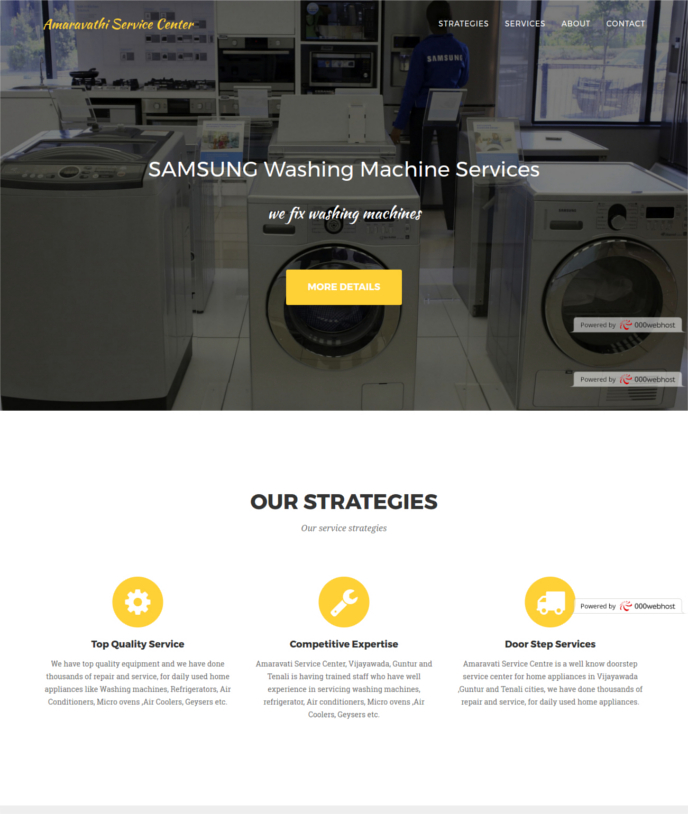 Amaravathi Service Center
STRATEGIES SERVICES ABOUT CONTACT
SAMSUNG
SAMSUNG Washing Machine Services
we fix washing machines
MORE DETAILS
Powered by 000webhost
Powered by 000webhost
OUR STRATEGIES
Our service strategies
Powered by 000webhost
Top Quality Service
We have top quality equipment and we have done
thousands of repair and service, for daily used home
appliances like Washing machines, Refrigerators, Air
Conditioners, Micro ovens ,Air Coolers, Geysers etc.
Competitive Expertise
Amaravati Service Center, Vijayawada, Guntur and
Tenali is having trained staff who have well
experience in servicing washing machines,
refrigerator, Air conditioners, Micro ovens ,Air
Coolers, Geysers etc.
Door Step Services
Amaravati Service Centre is a well know doorstep
service center for home appliances in Vijayawada
,Guntur and Tenali cities, we have done thousands of
repair and service, for daily used home appliances.